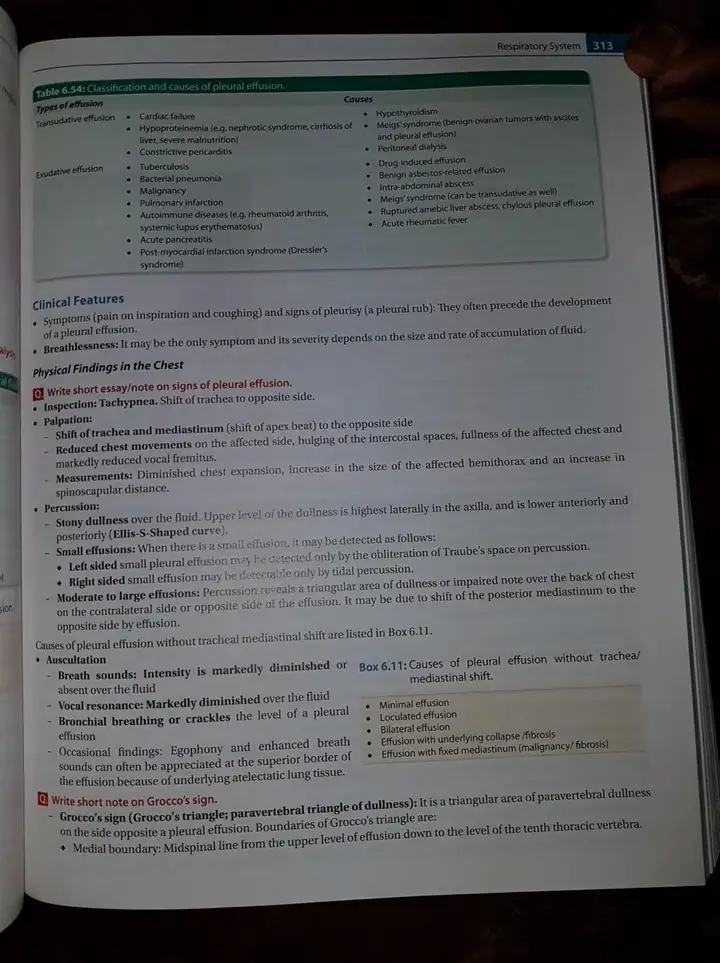 Respiratory System 313
Table 6.54: Classification and causes of pleural effusion.
Types of effusion
Causes
Transudative effusion
• Cardiac failure
• Hypoproteinemia (e.g. nephrotic syndrome, cirrhosis of
liver, severe malnutrition)
• Constrictive pericarditis
• Hypothyroidism
• Meigs' syndrome (benign ovarian tumors with ascites
and pleural effusion)
• Peritoneal dialysis
Exudative effusion
• Tuberculosis
• Bacterial pneumonia
• Malignancy
• Pulmonary infarction
• Autoimmune diseases (e.g. rheumatoid arthritis,
systemic lupus erythematosus)
• Acute pancreatitis
• Post-myocardial infarction syndrome (Dressler's
syndrome)
• Drug-induced effusion
• Benign asbestos-related effusion
• Intra-abdominal abscess
• Meigs' syndrome (can be transudative as well)
• Ruptured amebic liver abscess, chylous pleural effusion
• Acute rheumatic fever
Clinical Features
• Symptoms (pain on inspiration and coughing) and signs of pleurisy (a pleural rub): They often precede the development
of a pleural effusion.
• Breathlessness: It may be the only symptom and its severity depends on the size and rate of accumulation of fluid.
Physical Findings in the Chest
Q. Write short essay/note on signs of pleural effusion.
• Inspection: Tachypnea. Shift of trachea to opposite side.
• Palpation:
– Shift of trachea and mediastinum (shift of apex beat) to the opposite side
– Reduced chest movements on the affected side, bulging of the intercostal spaces, fullness of the affected chest and
markedly reduced vocal fremitus.
– Measurements: Diminished chest expansion, increase in the size of the affected hemithorax and an increase in
spinoscapular distance.
• Percussion:
– Stony dullness over the fluid. Upper level of the dullness is highest laterally in the axilla, and is lower anteriorly and
posteriorly (Ellis-S-Shaped curve).
– Small effusions: When there is a small effusion, it may be detected as follows:
◆ Left sided small pleural effusion may be detected only by the obliteration of Traube's space on percussion.
◆ Right sided small effusion may be detectable only by tidal percussion.
– Moderate to large effusions: Percussion reveals a triangular area of dullness or impaired note over the back of chest
on the contralateral side or opposite side of the effusion. It may be due to shift of the posterior mediastinum to the
opposite side by effusion.
Causes of pleural effusion without tracheal mediastinal shift are listed in Box 6.11.
• Auscultation
– Breath sounds: Intensity is markedly diminished or
absent over the fluid
– Vocal resonance: Markedly diminished over the fluid
– Bronchial breathing or crackles the level of a pleural
effusion
– Occasional findings: Egophony and enhanced breath
sounds can often be appreciated at the superior border of
the effusion because of underlying atelectatic lung tissue.
Box 6.11: Causes of pleural effusion without trachea/
mediastinal shift.
• Minimal effusion
• Loculated effusion
• Bilateral effusion
• Effusion with underlying collapse /fibrosis
• Effusion with fixed mediastinum (malignancy/ fibrosis)
Q. Write short note on Grocco's sign.
– Grocco's sign (Grocco's triangle; paravertebral triangle of dullness): It is a triangular area of paravertebral dullness
on the side opposite a pleural effusion. Boundaries of Grocco's triangle are:
◆ Medial boundary: Midspinal line from the upper level of effusion down to the level of the tenth thoracic vertebra.